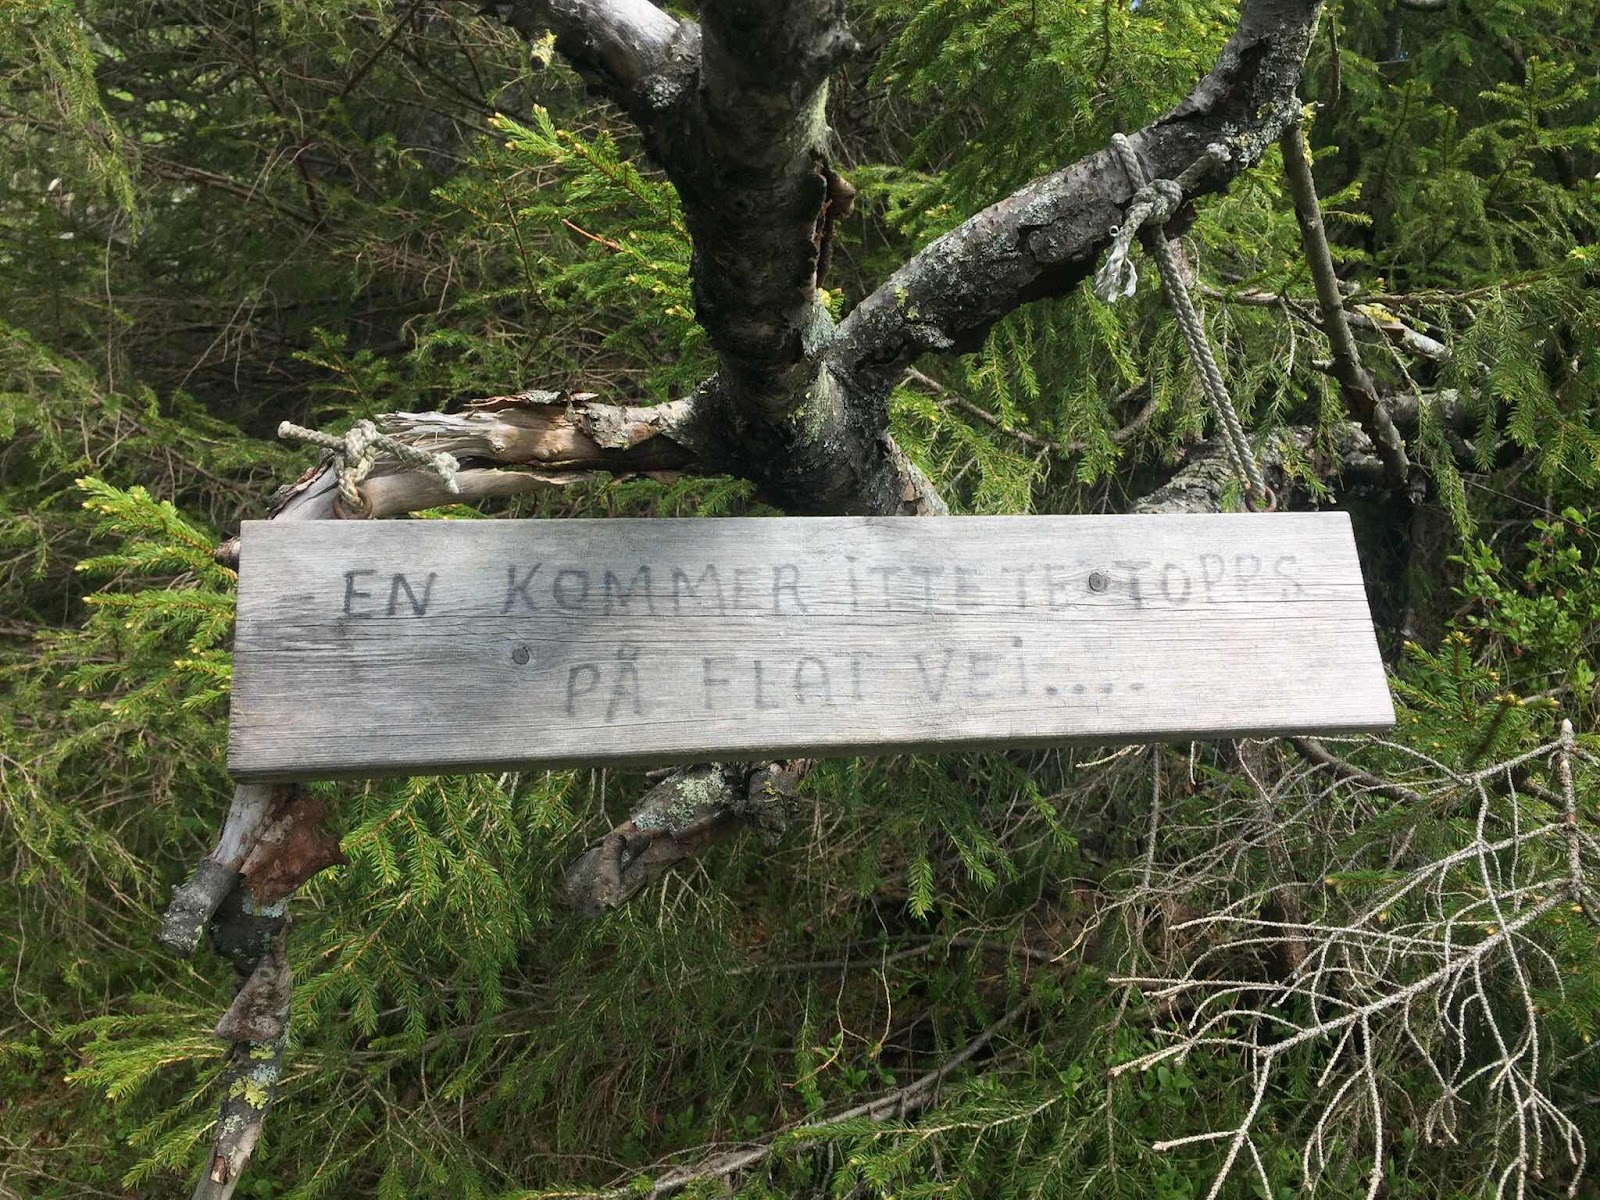 EN KOMMER ITTE TE TOPPS
PÅ FLAT VEI....